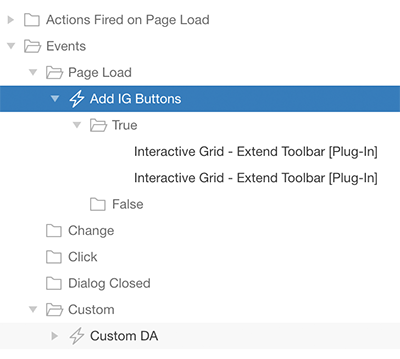 Actions Fired on Page Load
Events
Page Load
Add IG Buttons
True
Interactive Grid - Extend Toolbar [Plug-In]
Interactive Grid - Extend Toolbar [Plug-In]
False
Change
Click
Dialog Closed
Custom
Custom DA